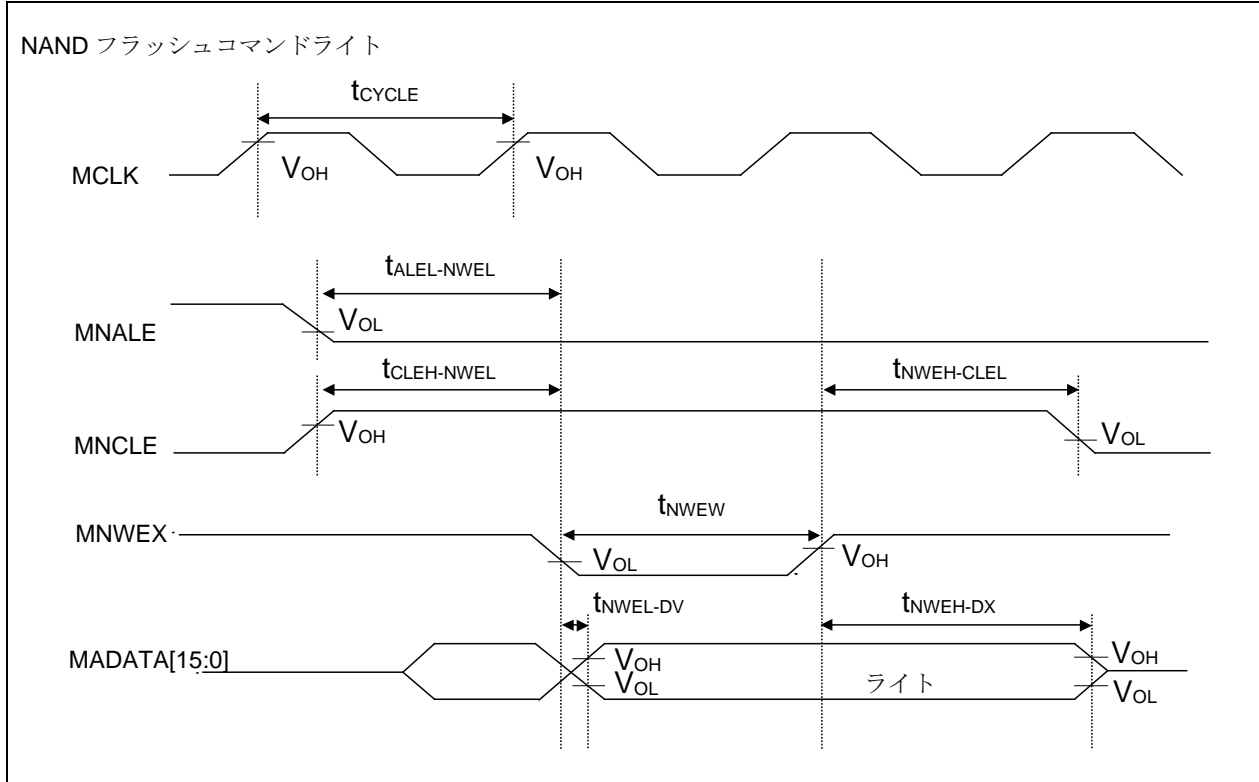 NAND フラッシュコマンドライト
tCYCLE
MCLK
VOH
VOH
tALEL-NWEL
MNALE
VOL
tCLEH-NWEL
tNWEH-CLEL
MNCLE
VOH
VOL
tNWEW
MNWEX
VOL
VOH
tNWEL-DV
tNWEH-DX
MADATA[15:0]
VOH
VOL
ライト
VOH
VOL